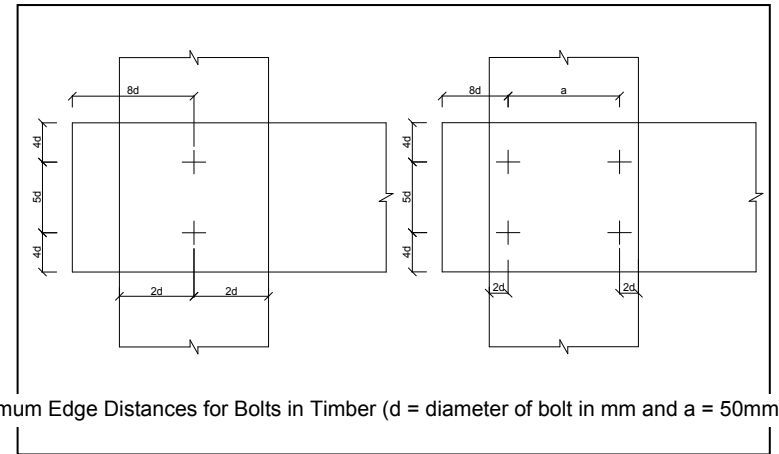 8d
8d
a
4d
5d
4d
4d
5d
4d
2d
2d
2d
2d
Edge Distances for Bolts in Timber (d = diameter of bolt in mm and a = 50mm